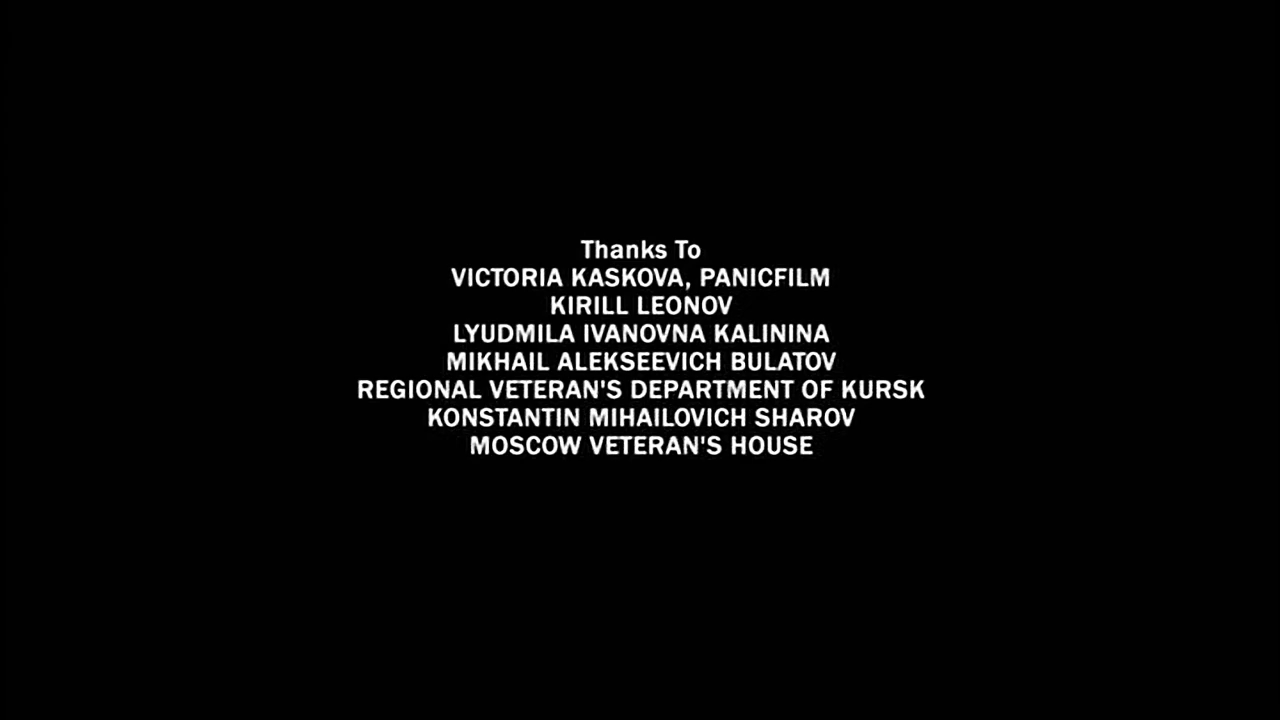 Thanks To
VICTORIA KASKOVA, PANICFILM
KIRILL LEONOV
LYUDMILA IVANOVNA KALININA
MIKHAIL ALEKSEEVICH BULATOV
REGIONAL VETERAN'S DEPARTMENT OF KURSK
KONSTANTIN MIHAILOVICH SHAROV
MOSCOW VETERAN'S HOUSE